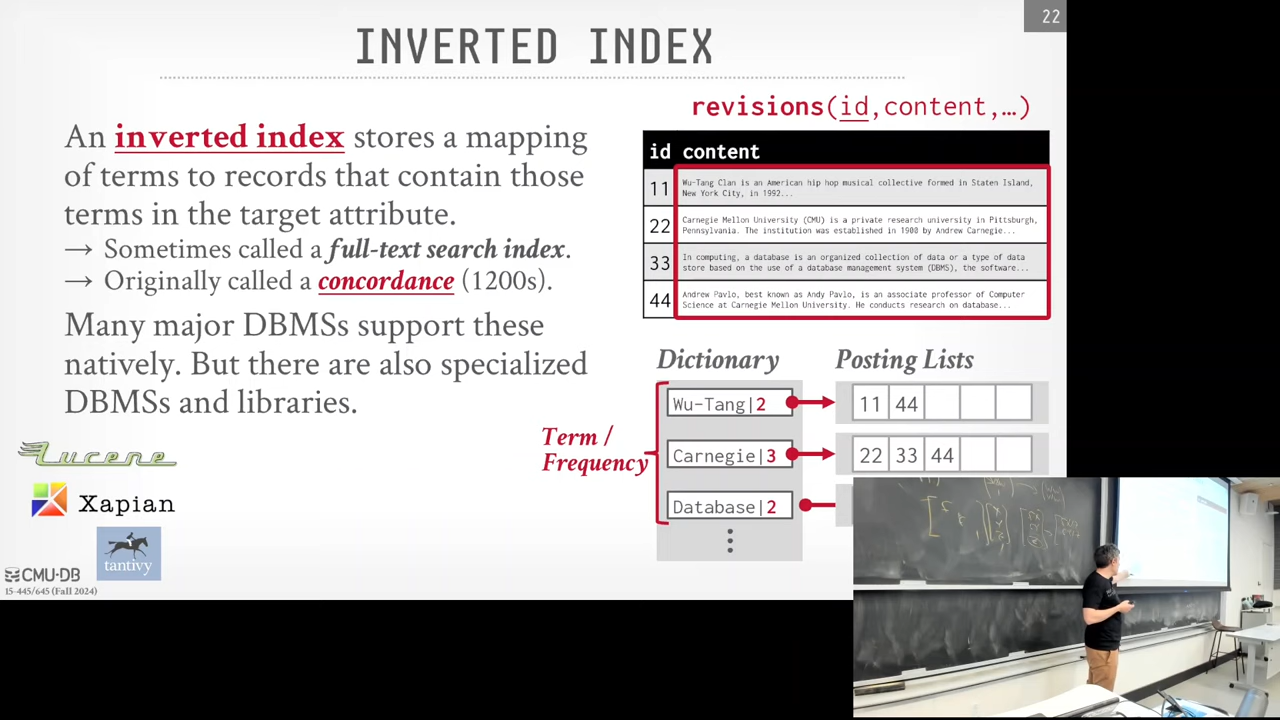 22
INVERTED INDEX
An inverted index stores a mapping
of terms to records that contain those
terms in the target attribute.
→ Sometimes called a full-text search index.
→ Originally called a concordance (1200s).
Many major DBMSs support these
natively. But there are also specialized
DBMSs and libraries.
Lucene
Xapian
tantivy
CMU·DB
15-445/645 (Fall 2024)
revisions(id,content,…)
id content
11 Wu-Tang Clan is an American hip hop musical collective formed in Staten Island,
New York City, in 1992...
22 Carnegie Mellon University (CMU) is a private research university in Pittsburgh,
Pennsylvania. The institution was established in 1900 by Andrew Carnegie...
33 In computing, a database is an organized collection of data or a type of data
store based on the use of a database management system (DBMS), the software...
44 Andrew Pavlo, best known as Andy Pavlo, is an associate professor of Computer
Science at Carnegie Mellon University. He conducts research on database...
Dictionary Posting Lists
Term /
Frequency
Wu-Tang|2 11 44
Carnegie|3 22 33 44
Database|2